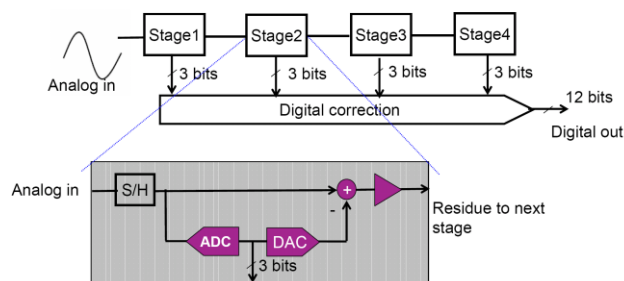 Stage1 Stage2 Stage3 Stage4
Analog in
3 bits 3 bits 3 bits 3 bits
12 bits
Digital correction
Digital out
Analog in S/H +
-
Residue to next
stage
ADC DAC
3 bits